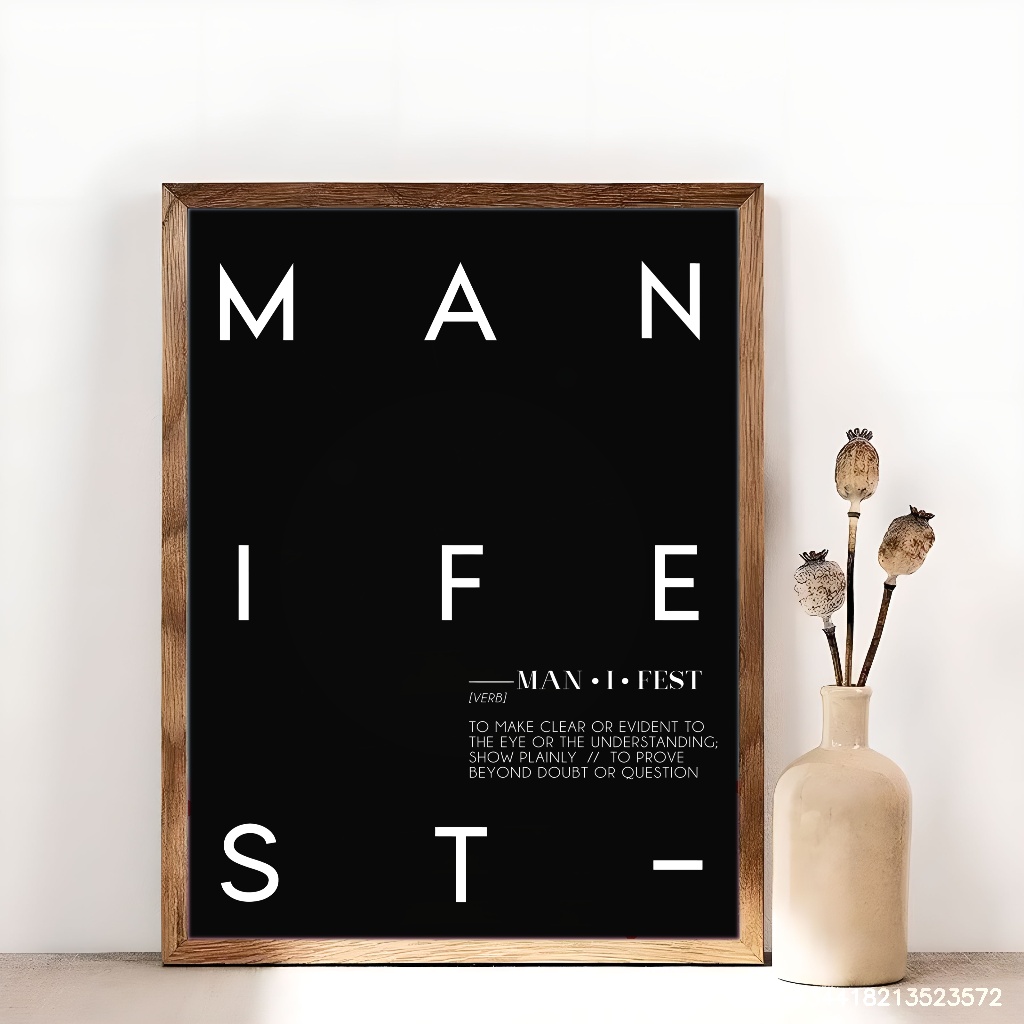 M A N
I F E
MAN • I • FEST
[VERB]
TO MAKE CLEAR OR EVIDENT TO
THE EYE OR THE UNDERSTANDING;
SHOW PLAINLY // TO PROVE
BEYOND DOUBT OR QUESTION
S T –
18213523572